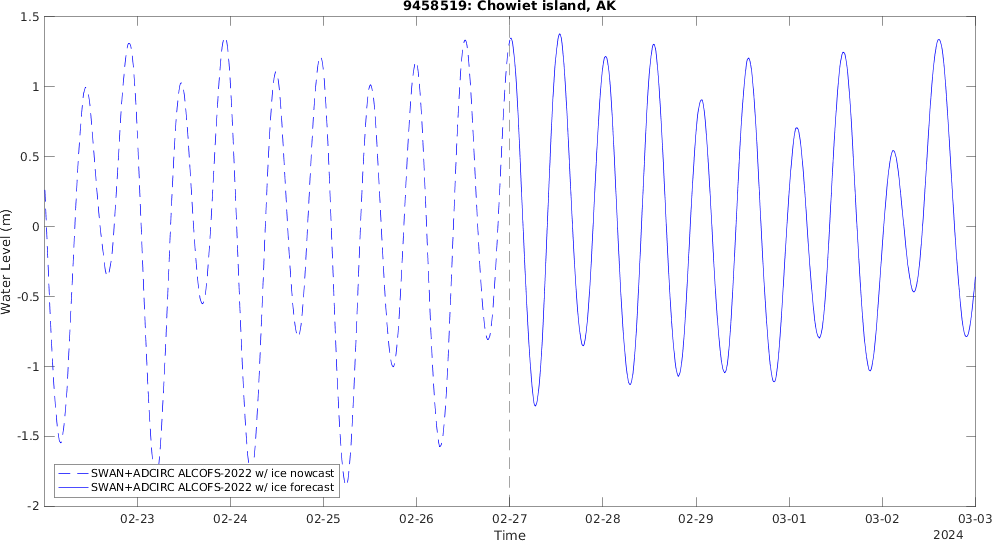 9458519: Chowiet island, AK
1.5
1
0.5
0
-0.5
-1
-1.5
-2
Water Level (m)
SWAN+ADCIRC ALCOFS-2022 w/ ice nowcast
SWAN+ADCIRC ALCOFS-2022 w/ ice forecast
02-23 02-24 02-25 02-26 02-27 02-28 02-29 03-01 03-02 03-03
Time
2024